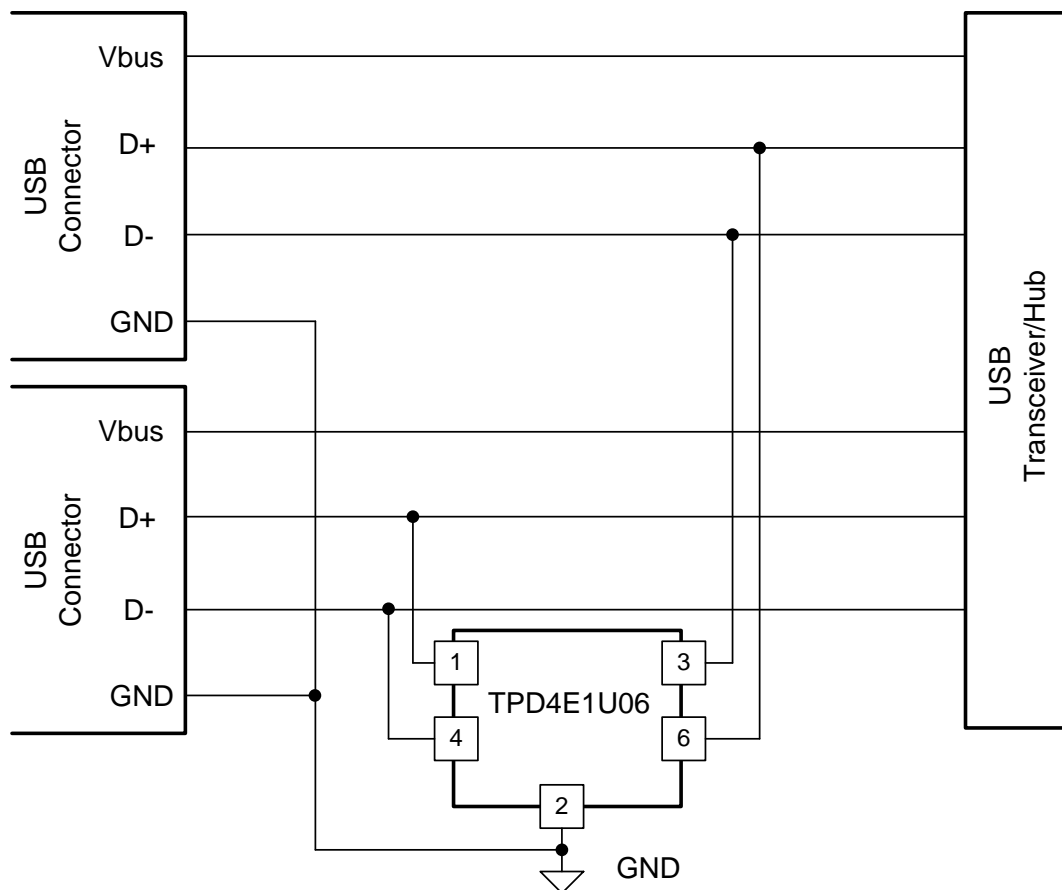 Vbus
D+
D-
GND
USB
Connector
Vbus
D+
D-
GND
USB
Connector
USB
Transceiver/Hub
1
3
TPD4E1U06
4
6
2
GND